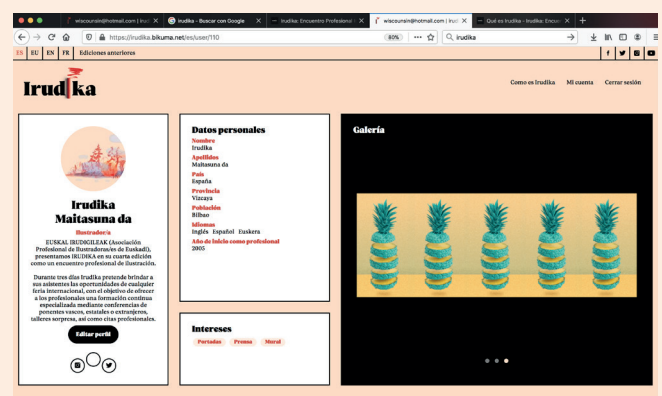 wiscoursin@hotmail.com | Irud
irudika - Buscar con Google
Irudika: Encuentro Profesional
wiscoursin@hotmail.com | Irud
Qué es Irudika - Irudika: Encuen
https://irudika.bikuma.net/es/user/110
80%
irudika
ES EU EN FR Ediciones anteriores
Irudika
Como es Irudika Mi cuenta Cerrar sesión
Irudika
Maitasuna da
Ilustrador/a
EUSKAL IRUDIGILEAK (Asociación
Profesional de Ilustradoras/es de Euskadi),
presentamos IRUDIKA en su cuarta edición
como un encuentro profesional de ilustración.
Durante tres días Irudika pretende brindar a
sus asistentes las oportunidades de cualquier
feria internacional, con el objetivo de ofrecer
a los profesionales una formación continua
especializada mediante conferencias de
ponentes vascos, estatales o extranjeros,
talleres sorpresa, así como citas profesionales.
Editar perfil
Datos personales
Nombre
Irudika
Apellidos
Maitasuna da
País
España
Provincia
Vizcaya
Población
Bilbao
Idiomas
Inglés Español Euskera
Año de inicio como profesional
2005
Intereses
Portadas Prensa Mural
Galería